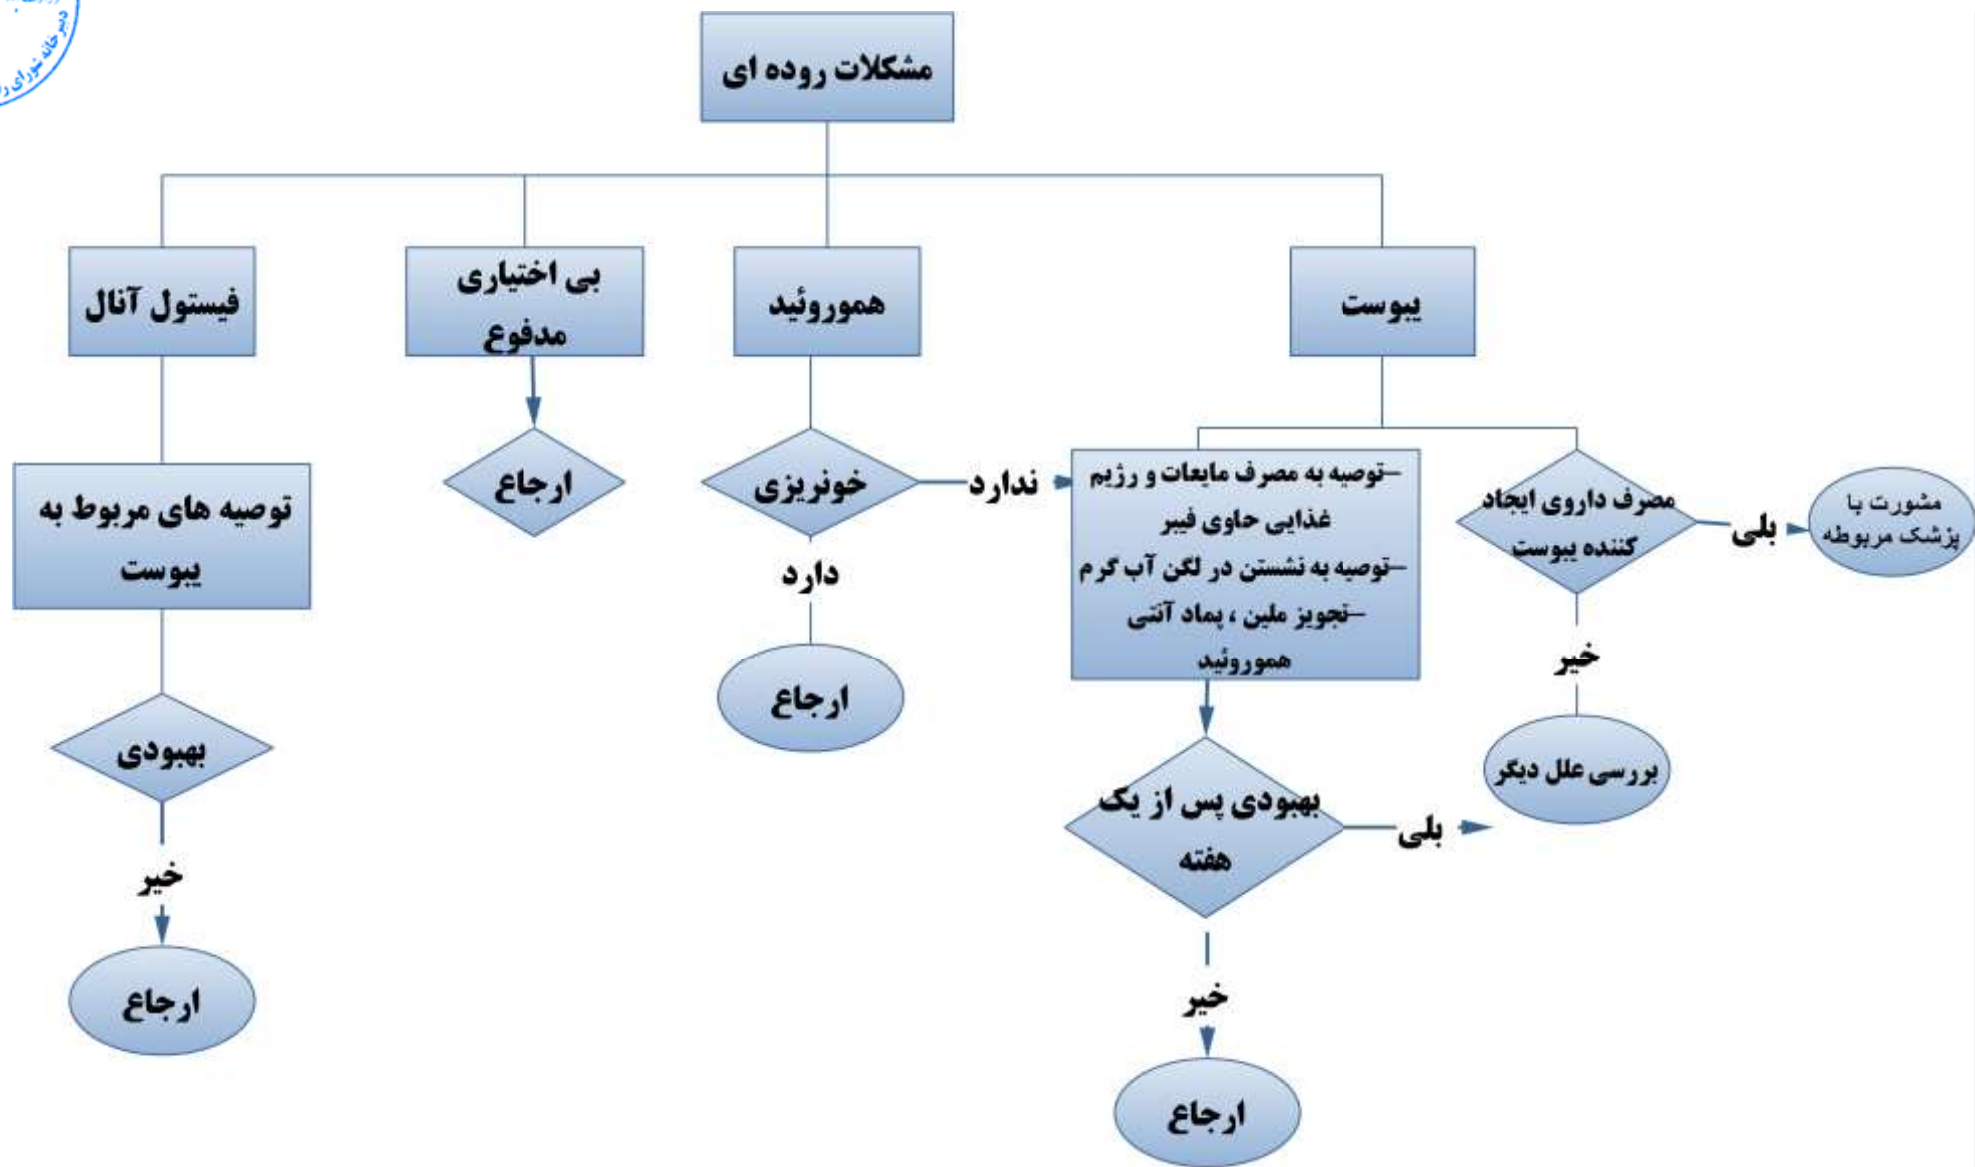 دبیرخانه شورای
مشکلات روده ای
یبوست
هموروئید
بی اختیاری
مدفوع
فیستول آنال
مصرف داروی ایجاد
کننده یبوست
بلی
مشورت با
پزشک مربوطه
خیر
بررسی علل دیگر
–توصیه به مصرف مایعات و رژیم
غذایی حاوی فیبر
–توصیه به نشستن در لگن آب گرم
–تجویز ملین ، پماد آنتی
هموروئید
بهبودی پس از یک
هفته
بلی
خیر
ارجاع
خونریزی
ندارد
دارد
ارجاع
ارجاع
توصیه های مربوط به
یبوست
بهبودی
خیر
ارجاع